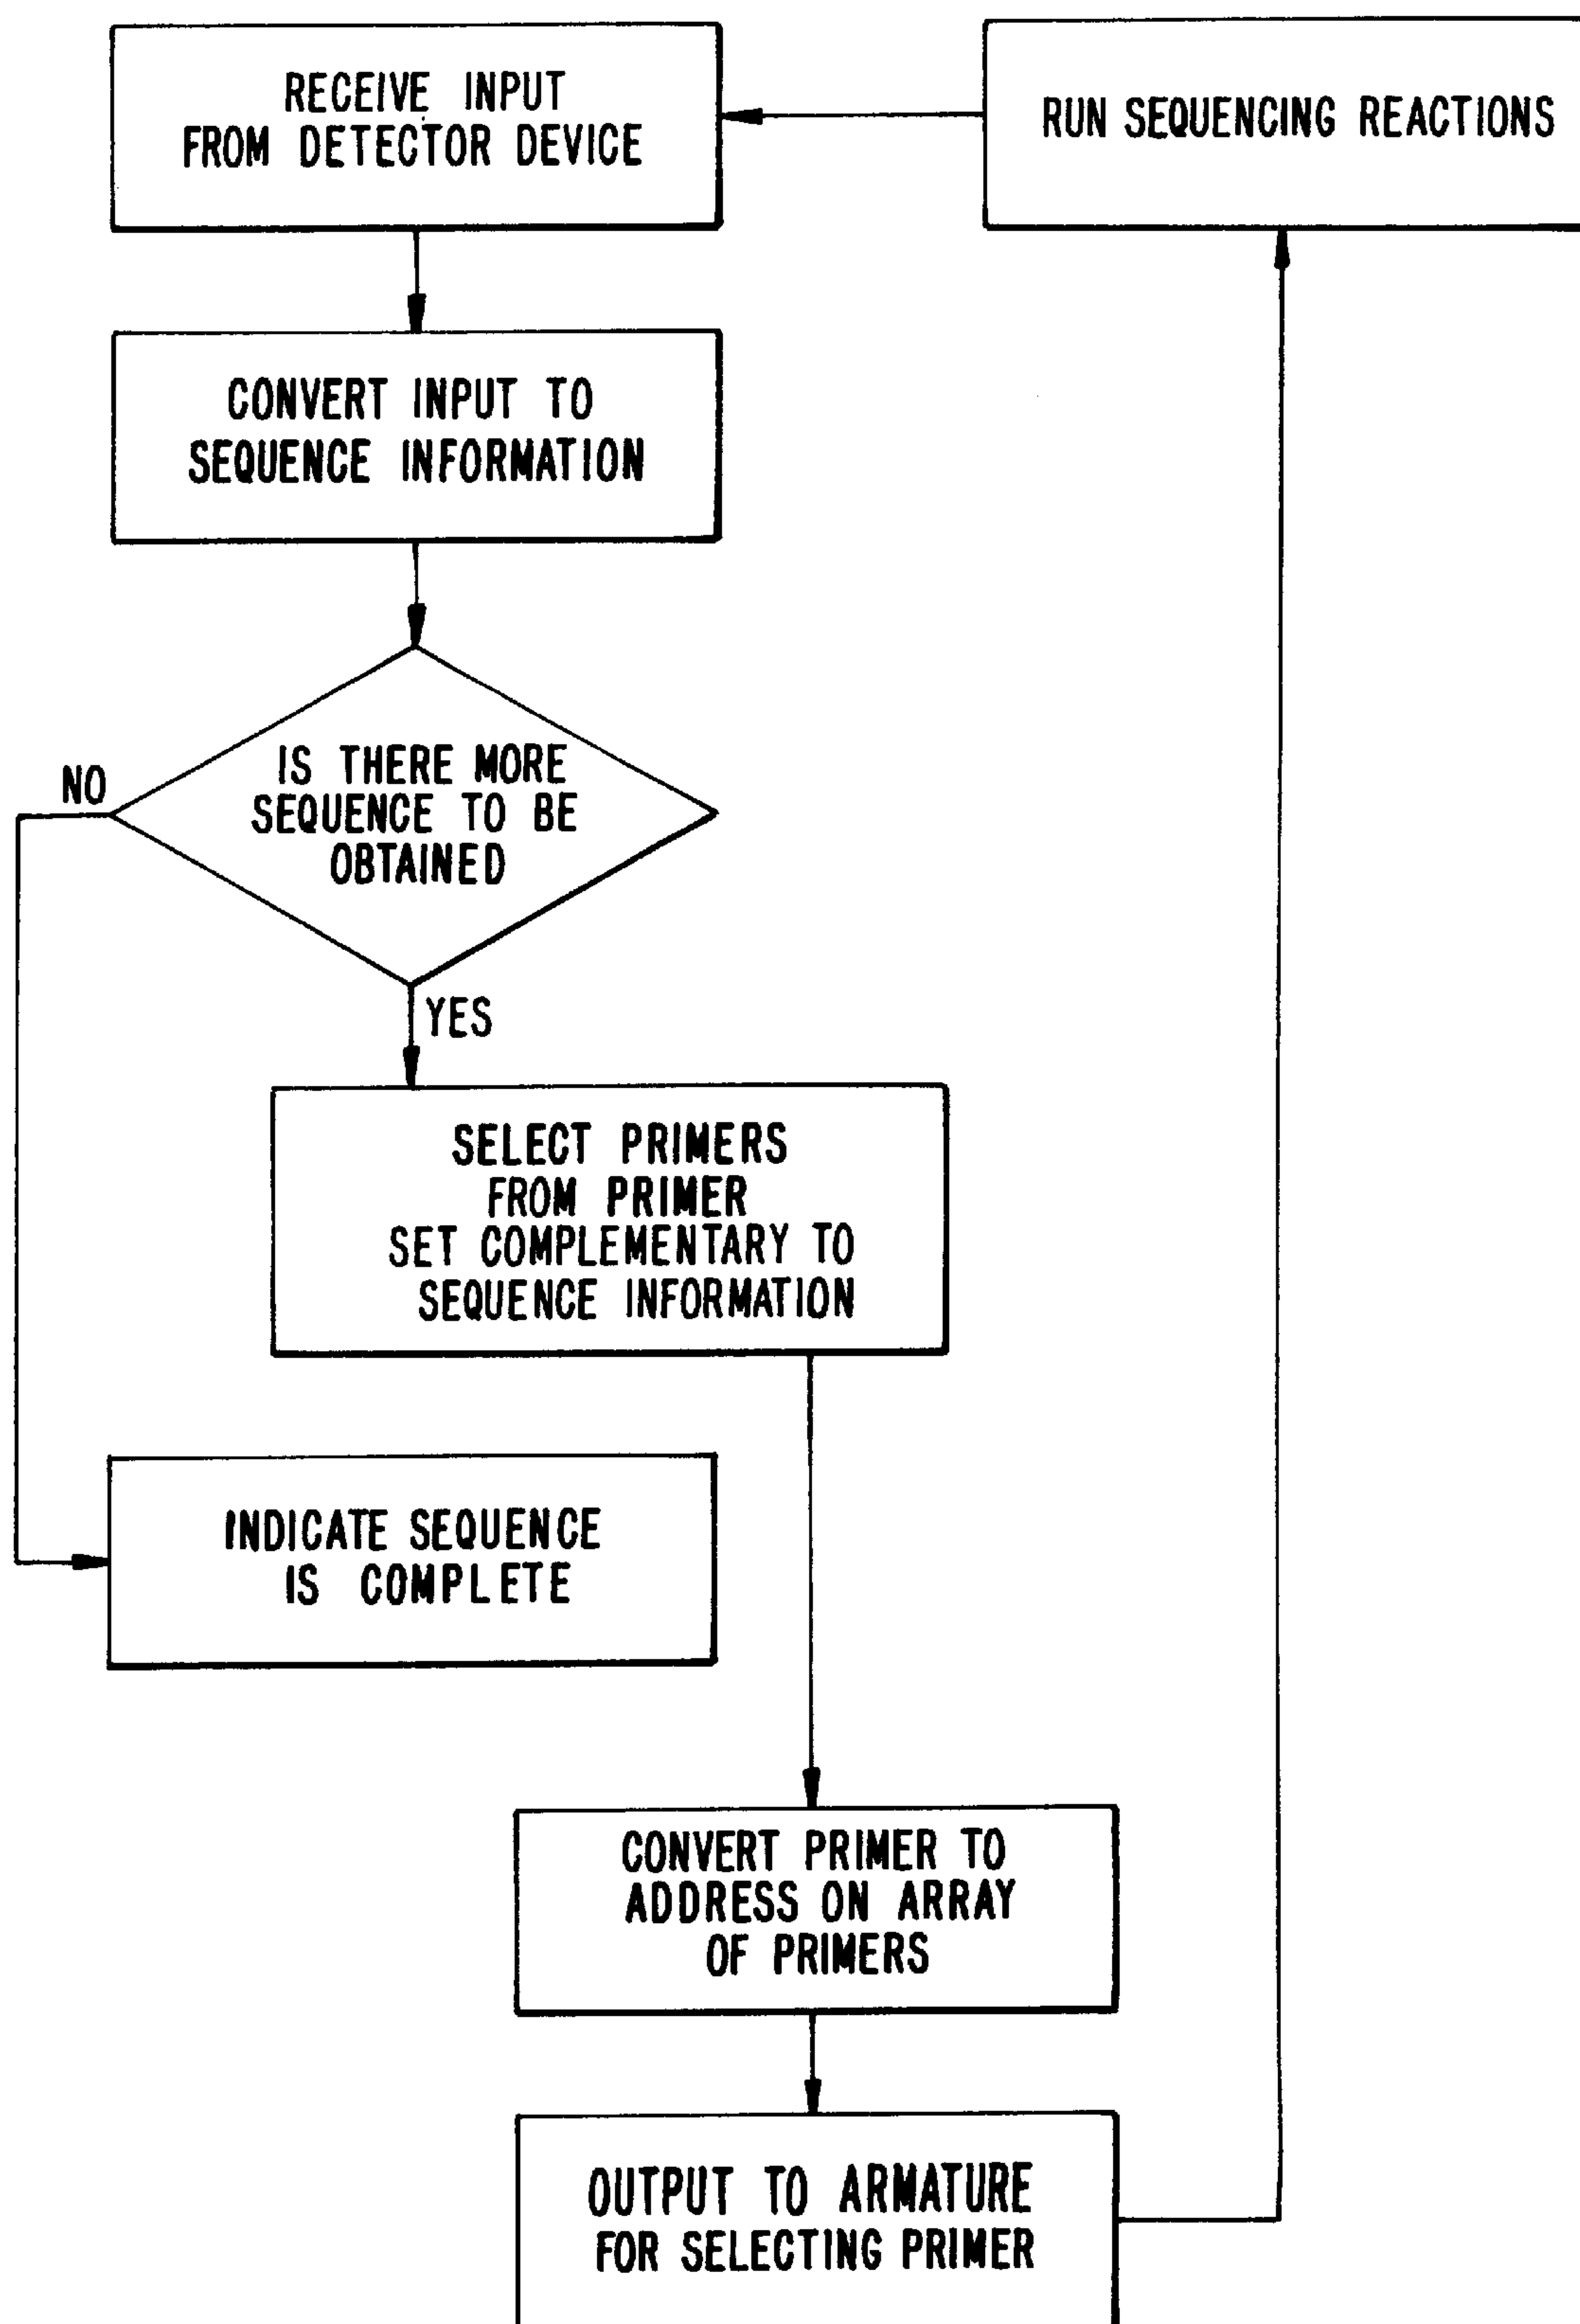 RECEIVE INPUT
FROM DETECTOR DEVICE
RUN SEQUENCING REACTIONS
CONVERT INPUT TO
SEQUENCE INFORMATION
IS THERE MORE
SEQUENCE TO BE
OBTAINED
NO
YES
SELECT PRIMERS
FROM PRIMER
SET COMPLEMENTARY TO
SEQUENCE INFORMATION
INDICATE SEQUENCE
IS COMPLETE
CONVERT PRIMER TO
ADDRESS ON ARRAY
OF PRIMERS
OUTPUT TO ARMATURE
FOR SELECTING PRIMER